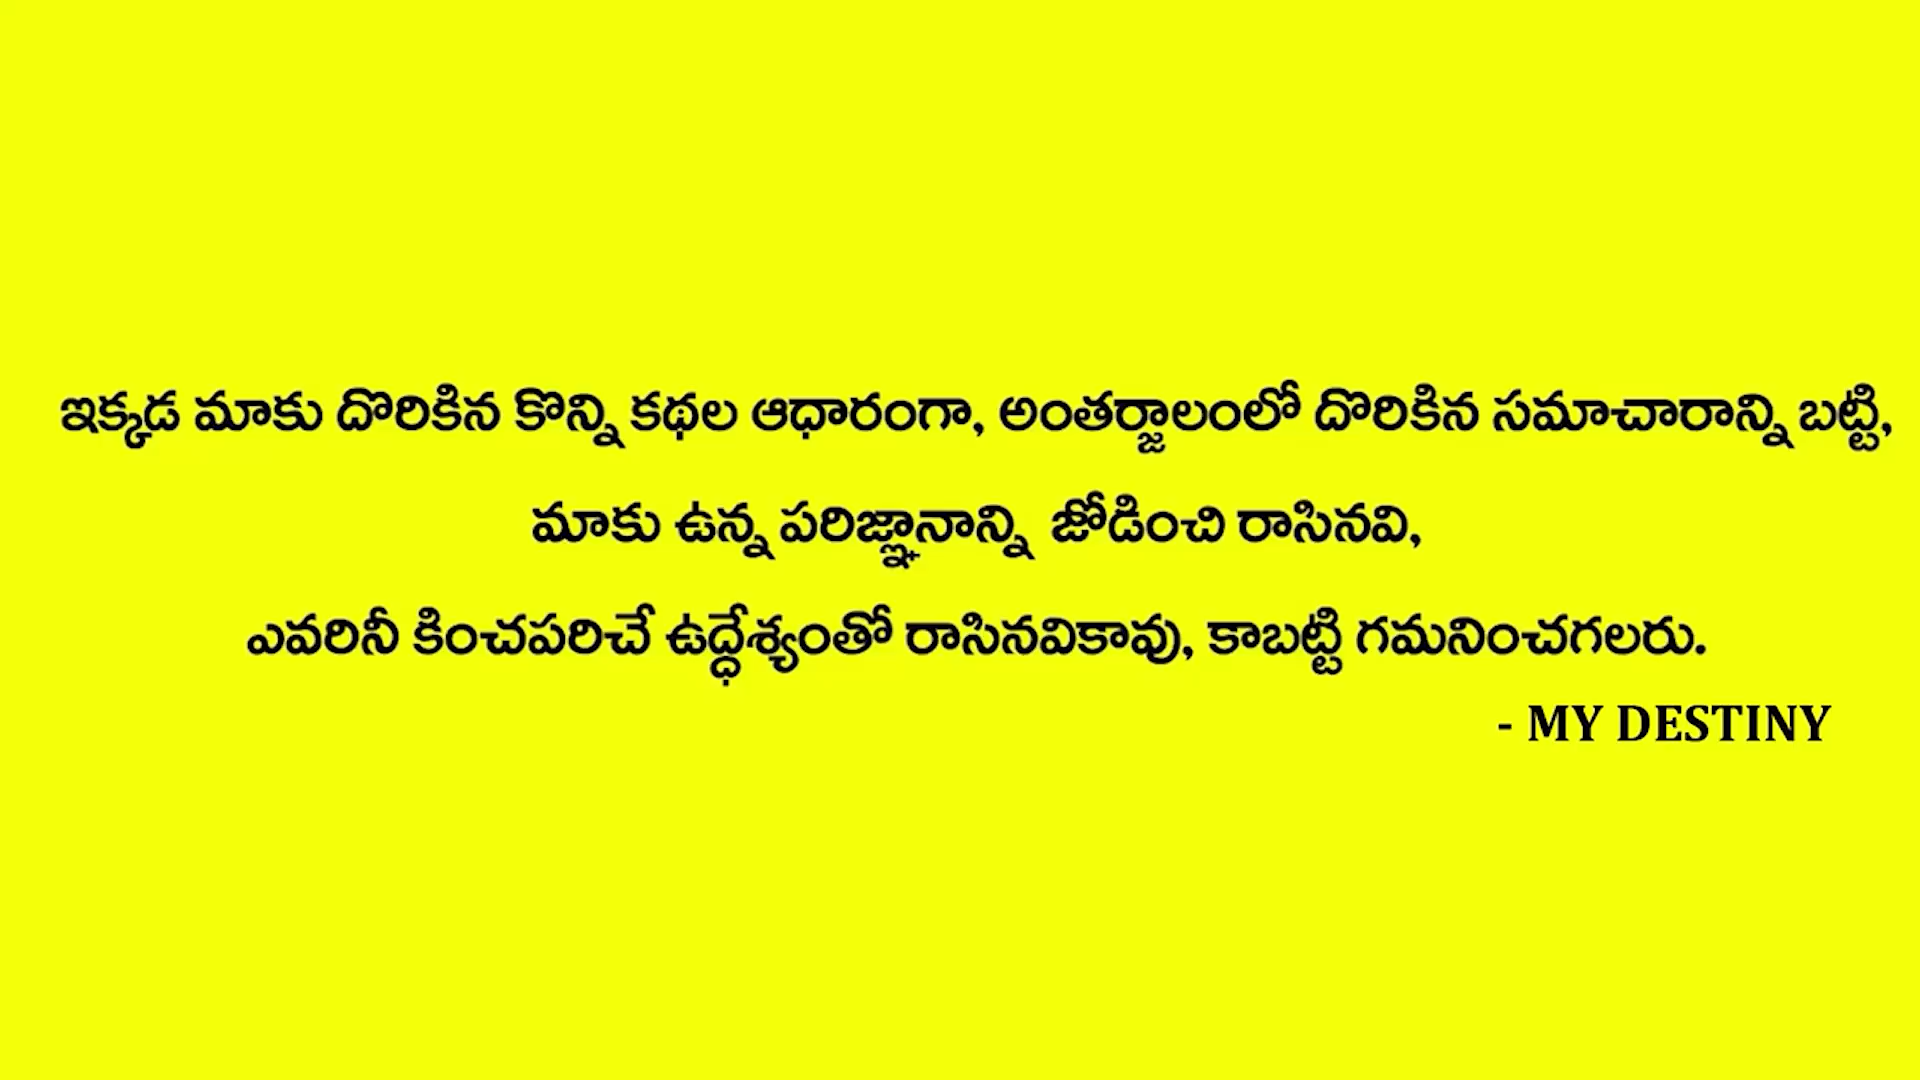 ఇక్కడ మాకు దొరికిన కొన్ని కథల ఆధారంగా, అంతర్జాలంలో దొరికిన సమాచారాన్ని బట్టి,
మాకు ఉన్న పరిజ్ఞానాన్ని జోడించి రాసినవి,
ఎవరినీ కించపరిచే ఉద్ధేశ్యంతో రాసినవికావు, కాబట్టి గమనించగలరు.
- MY DESTINY